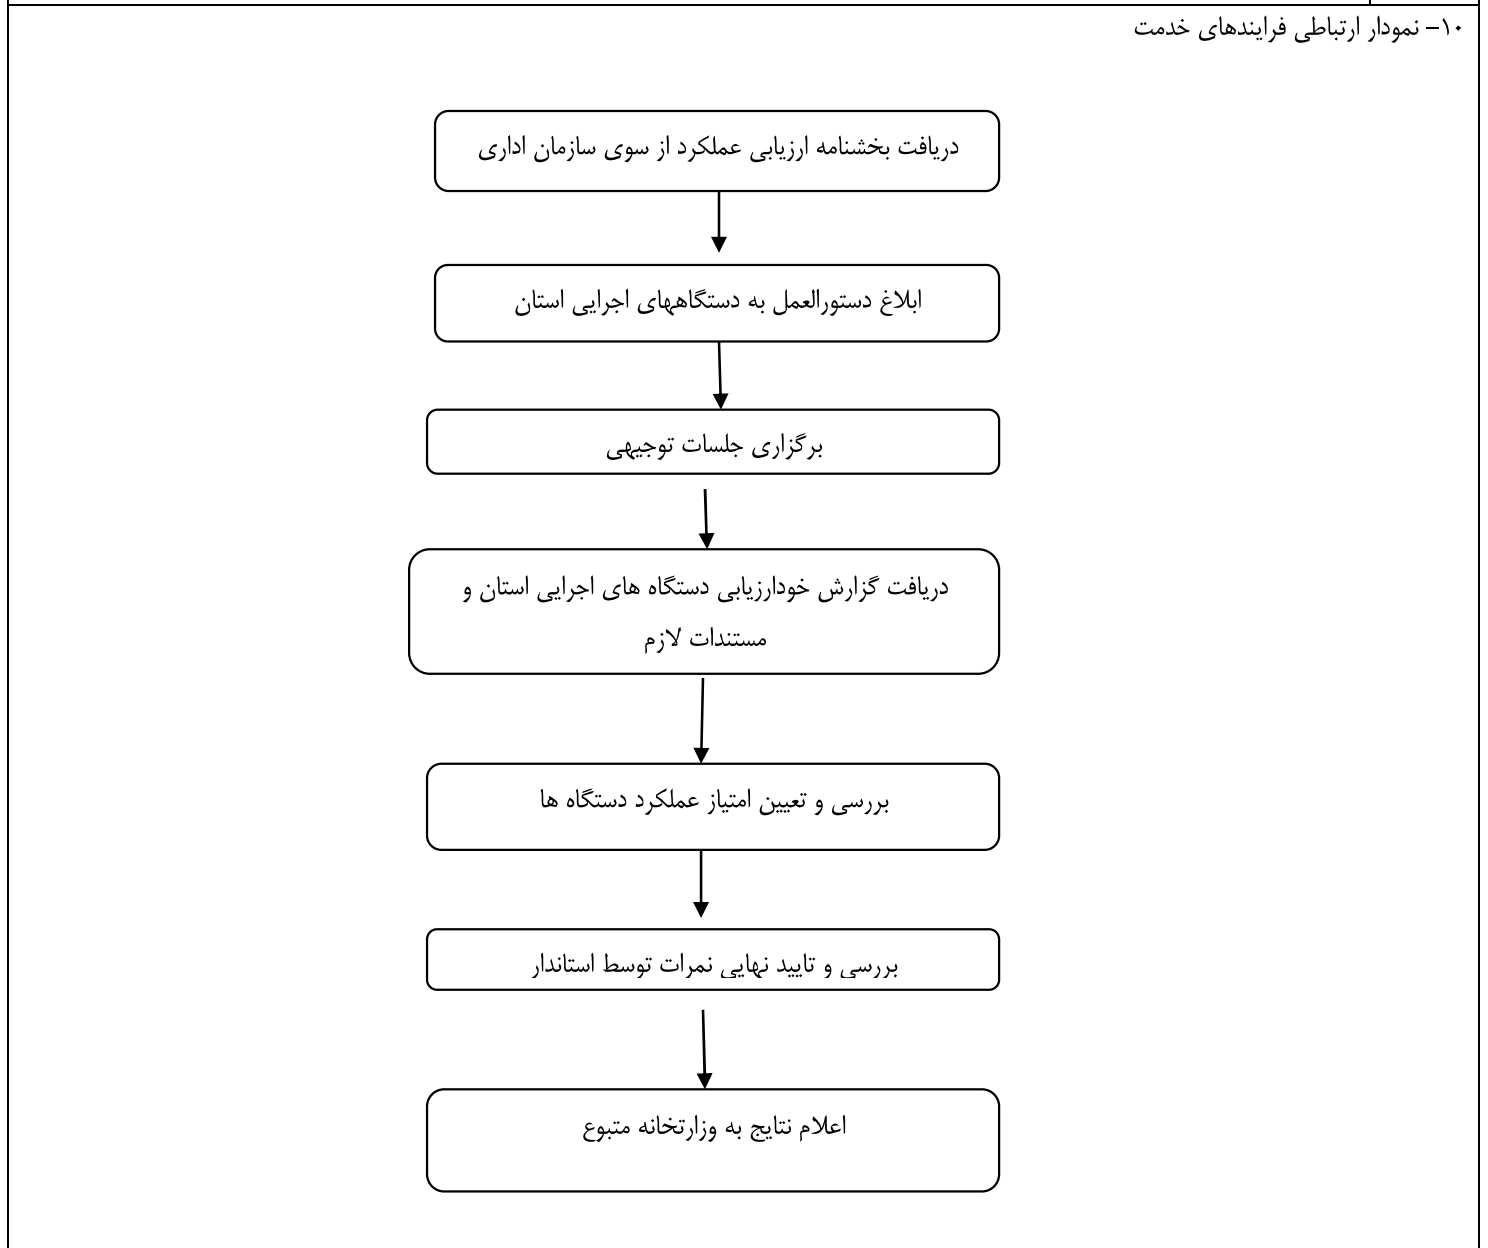 ۱۰– نمودار ارتباطی فرایندهای خدمت
دریافت بخشنامه ارزیابی عملکرد از سوی سازمان اداری
ابلاغ دستورالعمل به دستگاههای اجرایی استان
برگزاری جلسات توجیهی
دریافت گزارش خودارزیابی دستگاه های اجرایی استان و
مستندات لازم
بررسی و تعیین امتیاز عملکرد دستگاه ها
بررسی و تایید نهایی نمرات توسط استاندار
اعلام نتایج به وزارتخانه متبوع